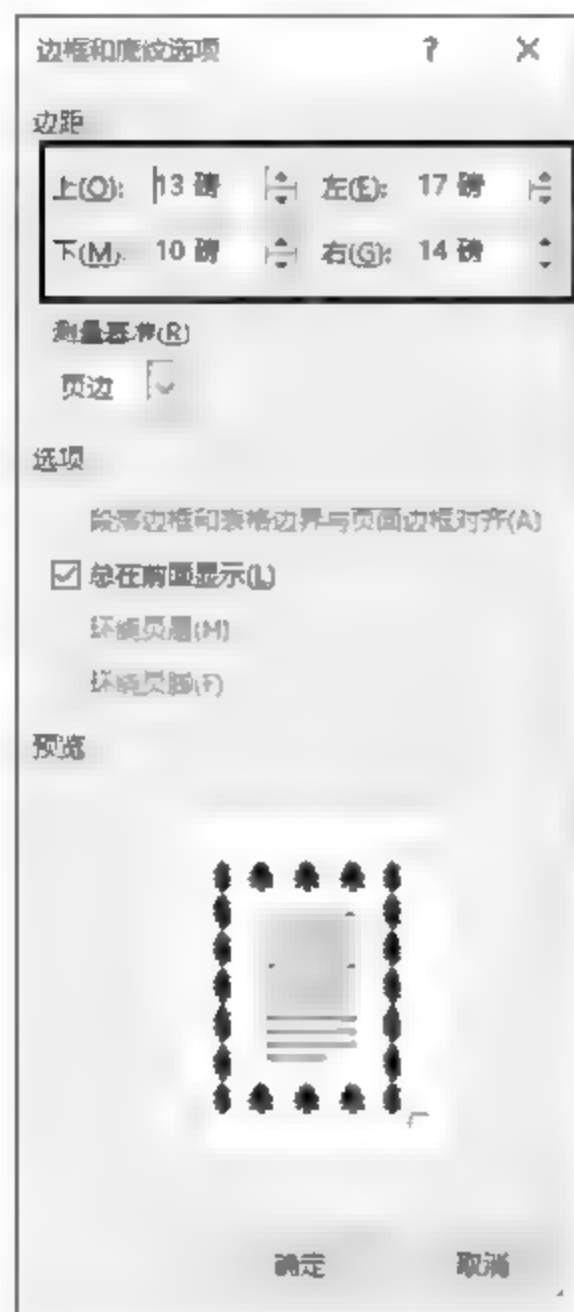 边框和底纹选项 ? ×
边距
上(O): 13 磅 左(E): 17 磅
下(M): 10 磅 右(G): 14 磅
测量基准(R)
页边
选项
段落边框和表格边界与页面边框对齐(A)
总在前面显示(L)
环绕页眉(H)
环绕页脚(F)
预览
确定 取消